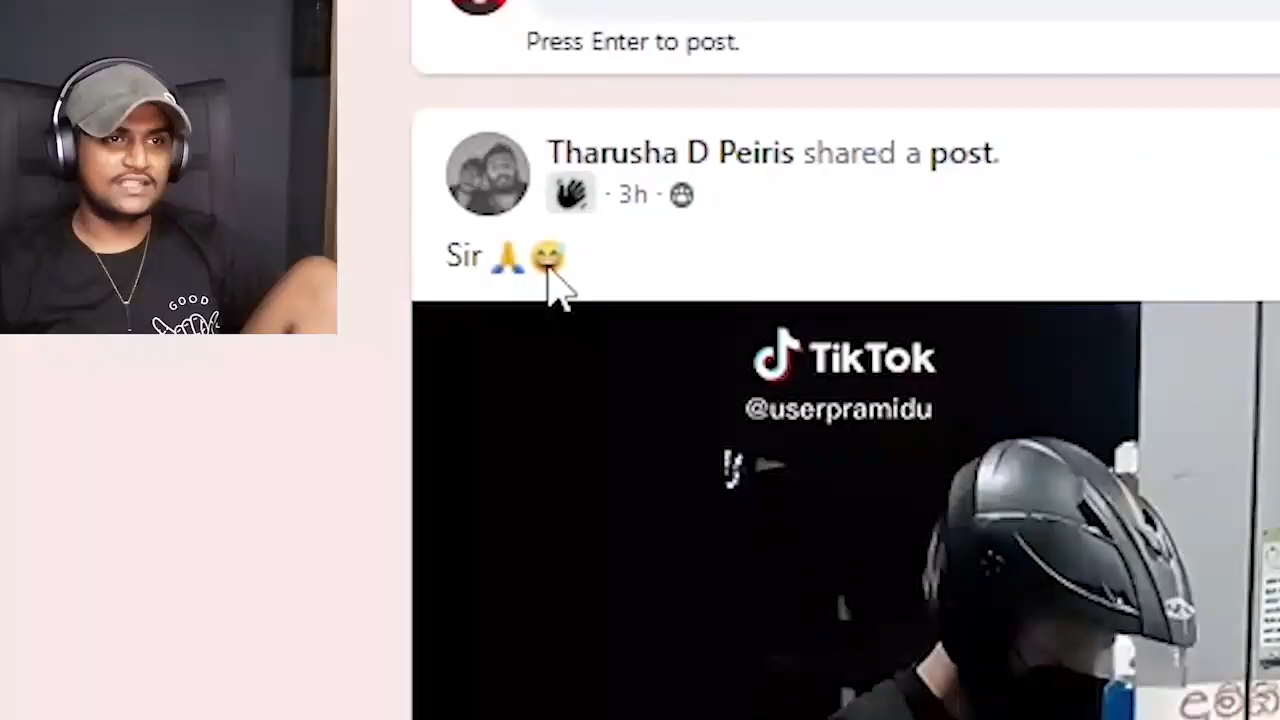 Press Enter to post.
Tharusha D Peiris shared a post.
· 3h ·
Sir 🙏😅
TikTok
@userpramidu
GOOD